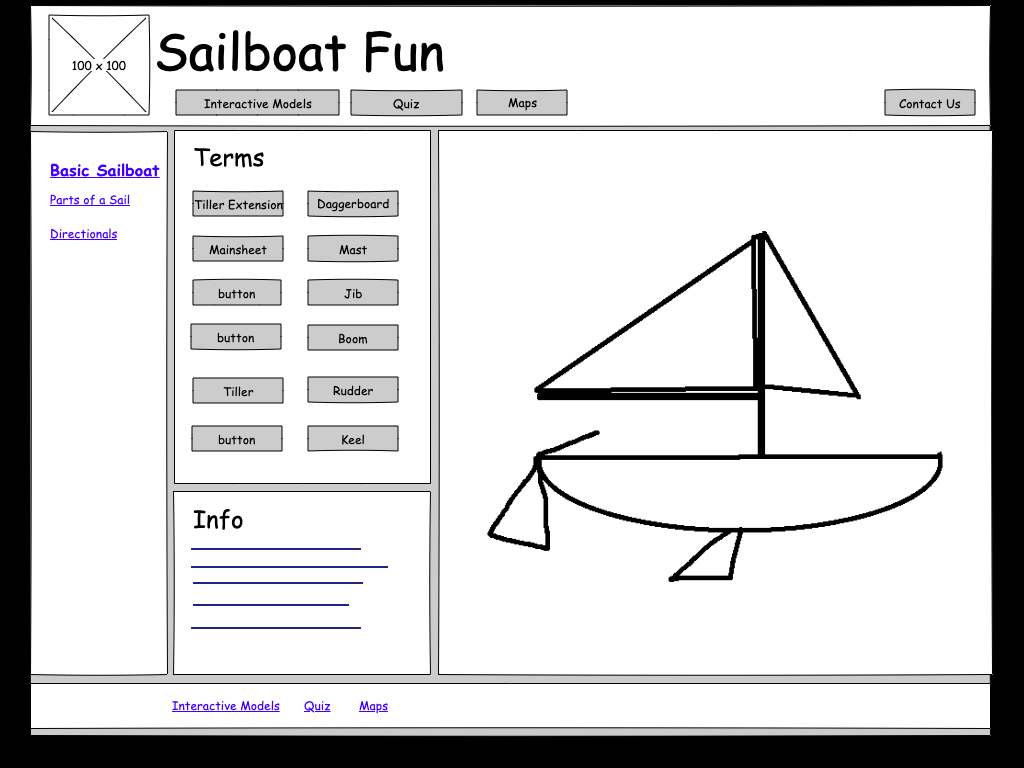 100 x 100
Sailboat Fun
Interactive Models
Quiz
Maps
Contact Us
Basic Sailboat
Parts of a Sail
Directionals
Terms
Tiller Extension
Daggerboard
Mainsheet
Mast
button
Jib
button
Boom
Tiller
Rudder
button
Keel
Info
Interactive Models
Quiz
Maps